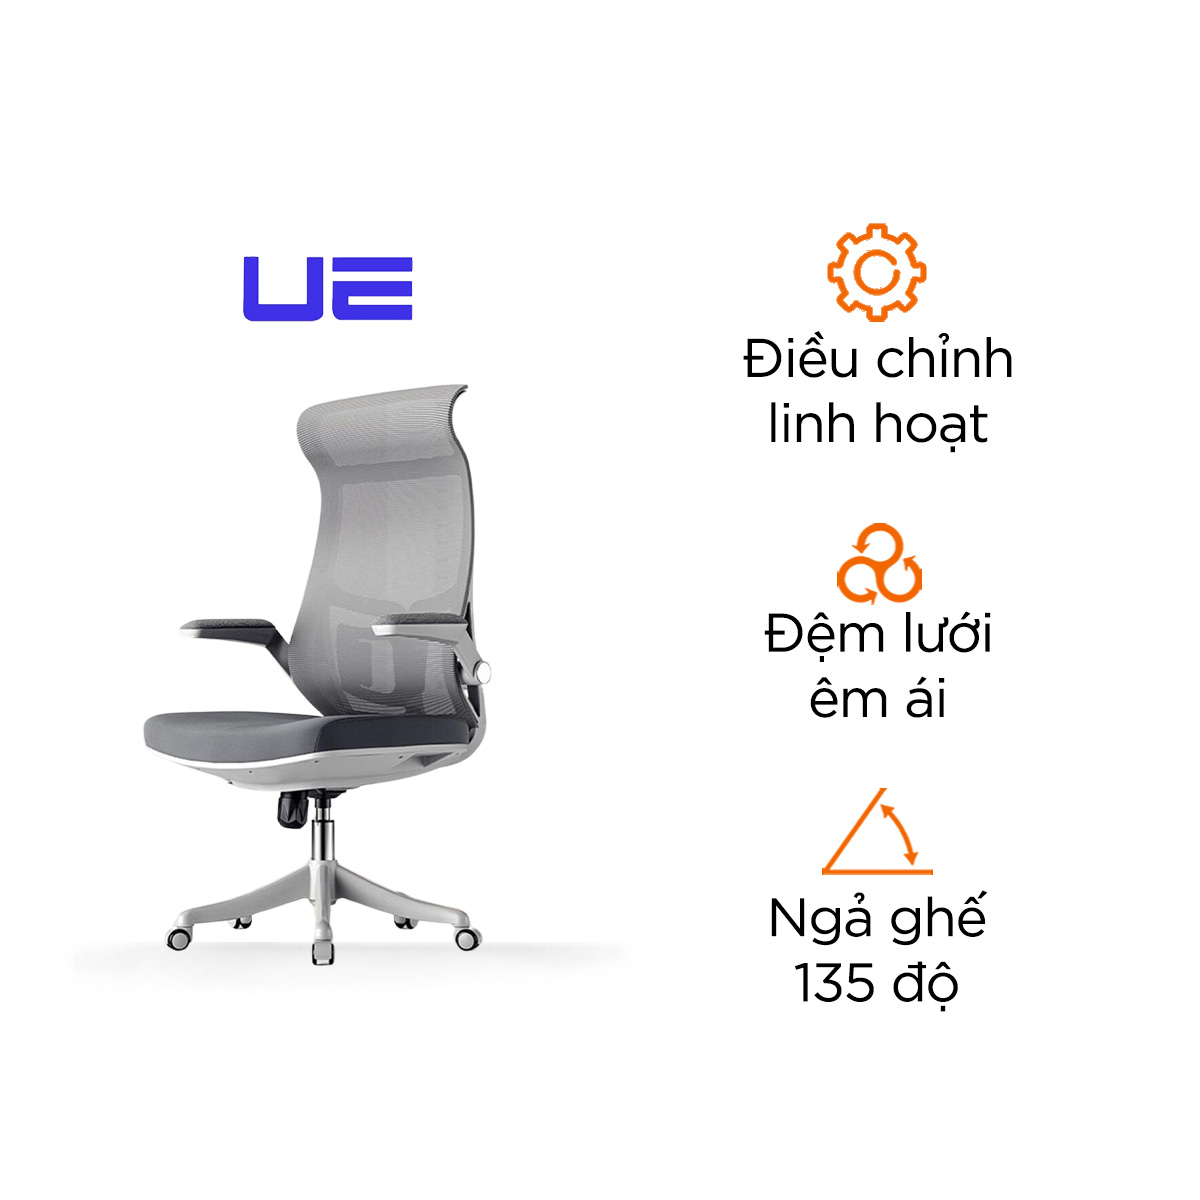 UE
Điều chỉnh
linh hoạt
Đệm lưới
êm ái
Ngả ghế
135 độ